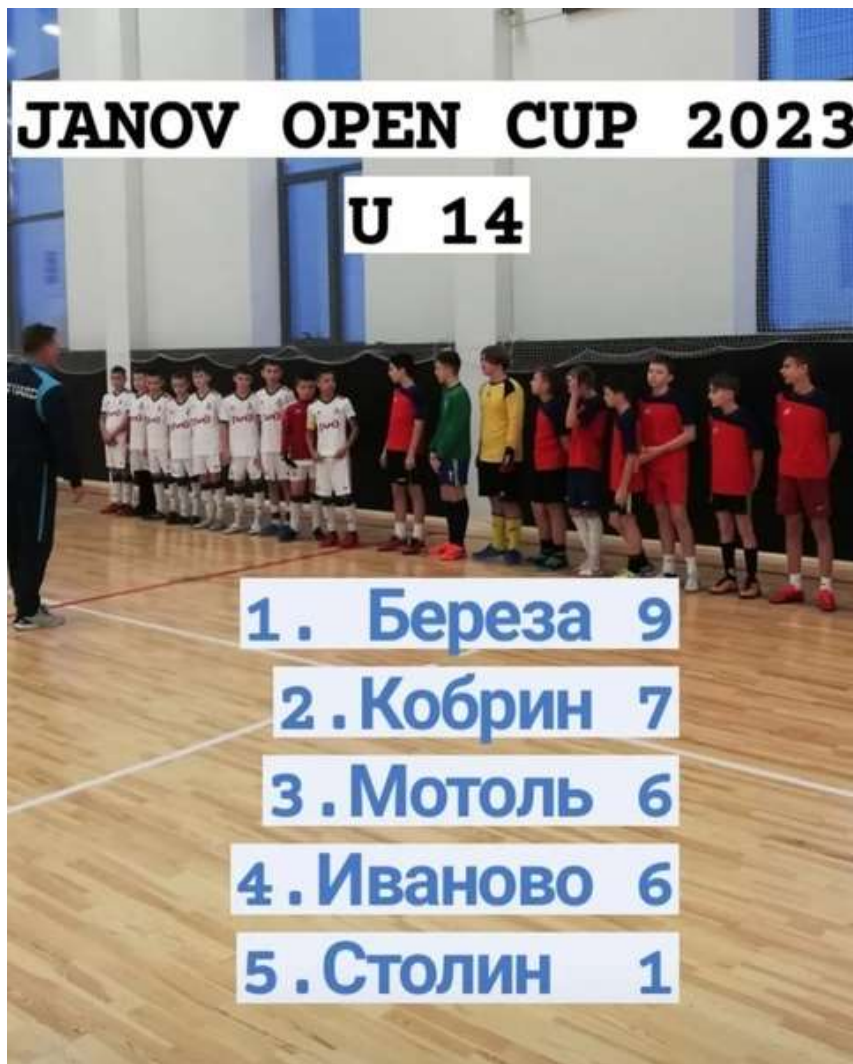 JANOV OPEN CUP 2023
U 14
1. Береза 9
2.Кобрин 7
3.Мотоль 6
4.Иваново 6
5.Столин 1